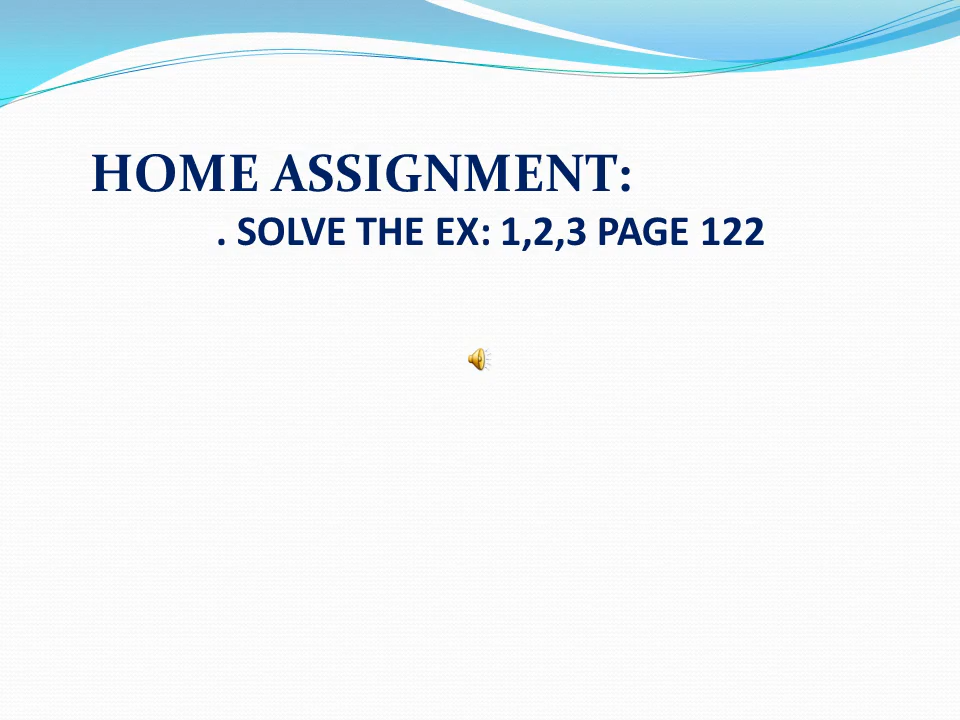 HOME ASSIGNMENT:
. SOLVE THE EX: 1,2,3 PAGE 122